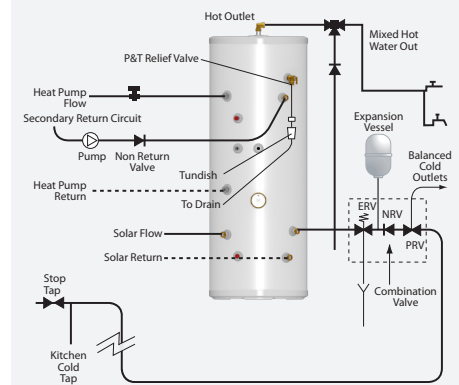 Hot Outlet
Mixed Hot
Water Out
P&T Relief Valve
Heat Pump
Flow
Secondary Return Circuit
Pump
Non Return
Valve
Expansion
Vessel
Balanced
Cold
Outlets
Tundish
Heat Pump
Return
To Drain
ERV
NRV
PRV
Solar Flow
Solar Return
Combination
Valve
Stop
Tap
Kitchen
Cold
Tap